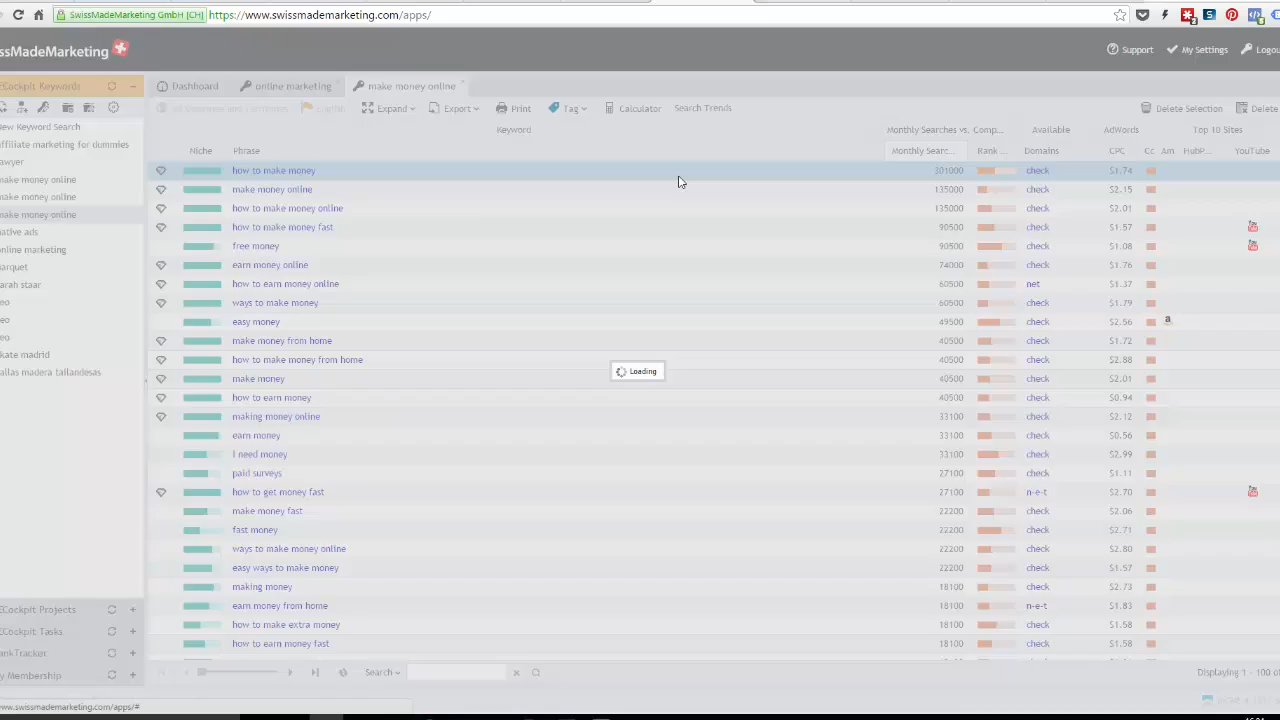 SwissMadeMarketing GmbH [CH] https://www.swissmademarketing.com/apps/
ssMadeMarketing
Support My Settings Logou
ECockpit Keywords
Dashboard online marketing make money online
English Expand Export Print Tag Calculator Search Trends Delete Selection Delete
New Keyword Search
affiliate marketing for dummies
awyer
make money online
make money online
make money online
native ads
online marketing
arquet
arah staar
eo
eo
eo
kate madrid
allas madera tallandesas
ECockpit Projects
ECockpit Tasks
ankTracker
y Membership
Keyword Monthly Searches vs. Comp... Available AdWords Top 10 Sites
Niche Phrase Monthly Searc... Rank ... Domains CPC Cc Am HubP... YouTube
how to make money 301000 check $1.74
make money online 135000 check $2.15
how to make money online 135000 check $2.01
how to make money fast 90500 check $1.57
free money 90500 check $1.08
earn money online 74000 check $1.76
how to earn money online 60500 net $1.37
ways to make money 60500 check $1.79
easy money 49500 check $2.56 a
make money from home 40500 check $1.72
how to make money from home 40500 check $2.88
make money 40500 check $2.01
how to earn money 40500 check $0.94
making money online 33100 check $2.12
earn money 33100 check $0.56
I need money 33100 check $2.99
paid surveys 27100 check $1.11
how to get money fast 27100 n-e-t $2.70
make money fast 22200 check $2.06
fast money 22200 check $2.71
ways to make money online 22200 check $2.80
easy ways to make money 22200 check $1.57
making money 18100 check $2.73
earn money from home 18100 n-e-t $1.83
how to make extra money 18100 check $1.58
how to earn money fast 18100 check $1.58
Loading
Search Displaying 1 - 100 of
www.swissmademarketing.com/apps/#